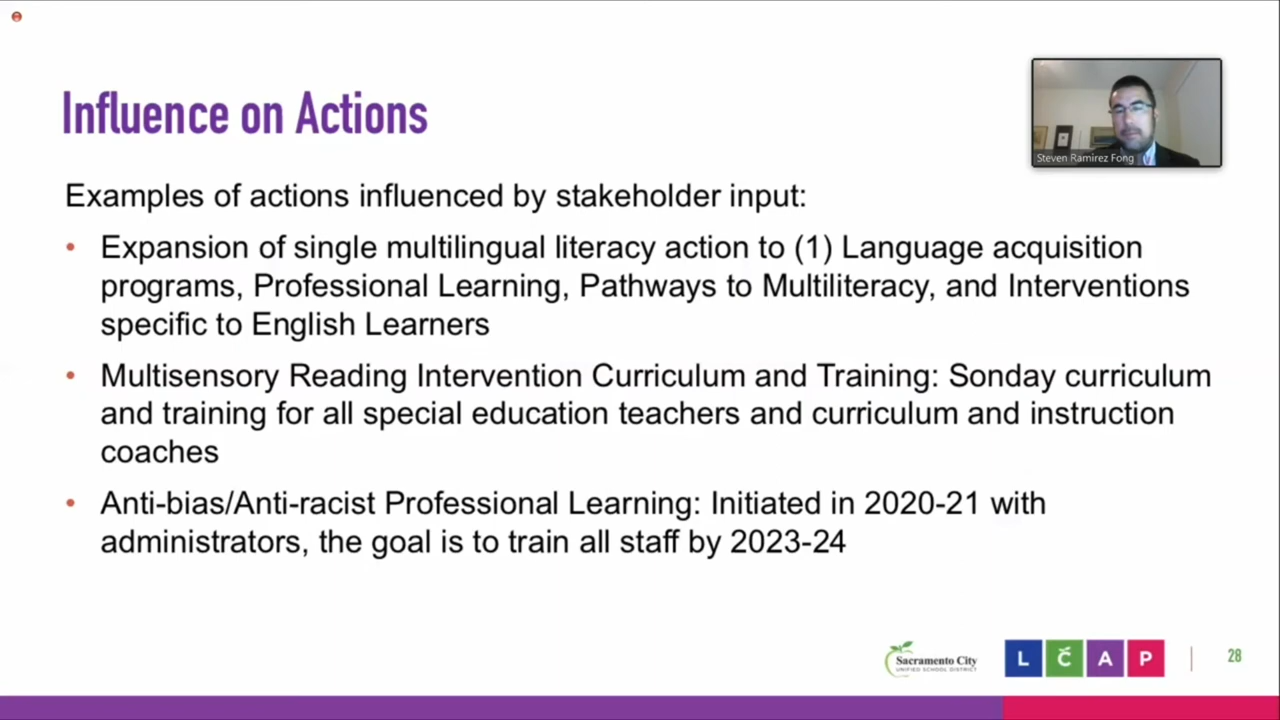 Influence on Actions
Steven Ramirez Fong
Examples of actions influenced by stakeholder input:
• Expansion of single multilingual literacy action to (1) Language acquisition
programs, Professional Learning, Pathways to Multiliteracy, and Interventions
specific to English Learners
• Multisensory Reading Intervention Curriculum and Training: Sonday curriculum
and training for all special education teachers and curriculum and instruction
coaches
• Anti-bias/Anti-racist Professional Learning: Initiated in 2020-21 with
administrators, the goal is to train all staff by 2023-24
Sacramento City
UNIFIED SCHOOL DISTRICT
L Č A P
28